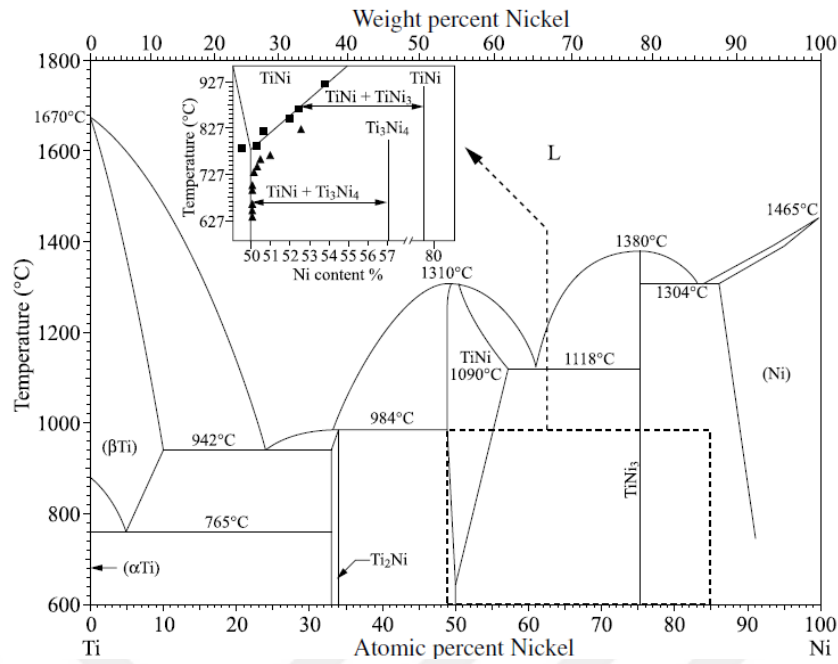 Weight percent Nickel
0 10 20 30 40 50 60 70 80 90 100
1800
1600
1400
1200
1000
800
600
Temperature (°C)
1670°C
TiNi
TiNi
TiNi + TiNi₃
Ti₃Ni₄
TiNi + Ti₃Ni₄
927
827
727
627
Temperature (°C)
50 51 52 53 54 55 56 57 80
Ni content %
L
1465°C
1380°C
1310°C
1304°C
TiNi
1090°C
1118°C
(Ni)
984°C
942°C
(βTi)
TiNi₃
765°C
Ti₂Ni
(αTi)
0 10 20 30 40 50 60 70 80 90 100
Ti
Atomic percent Nickel
Ni